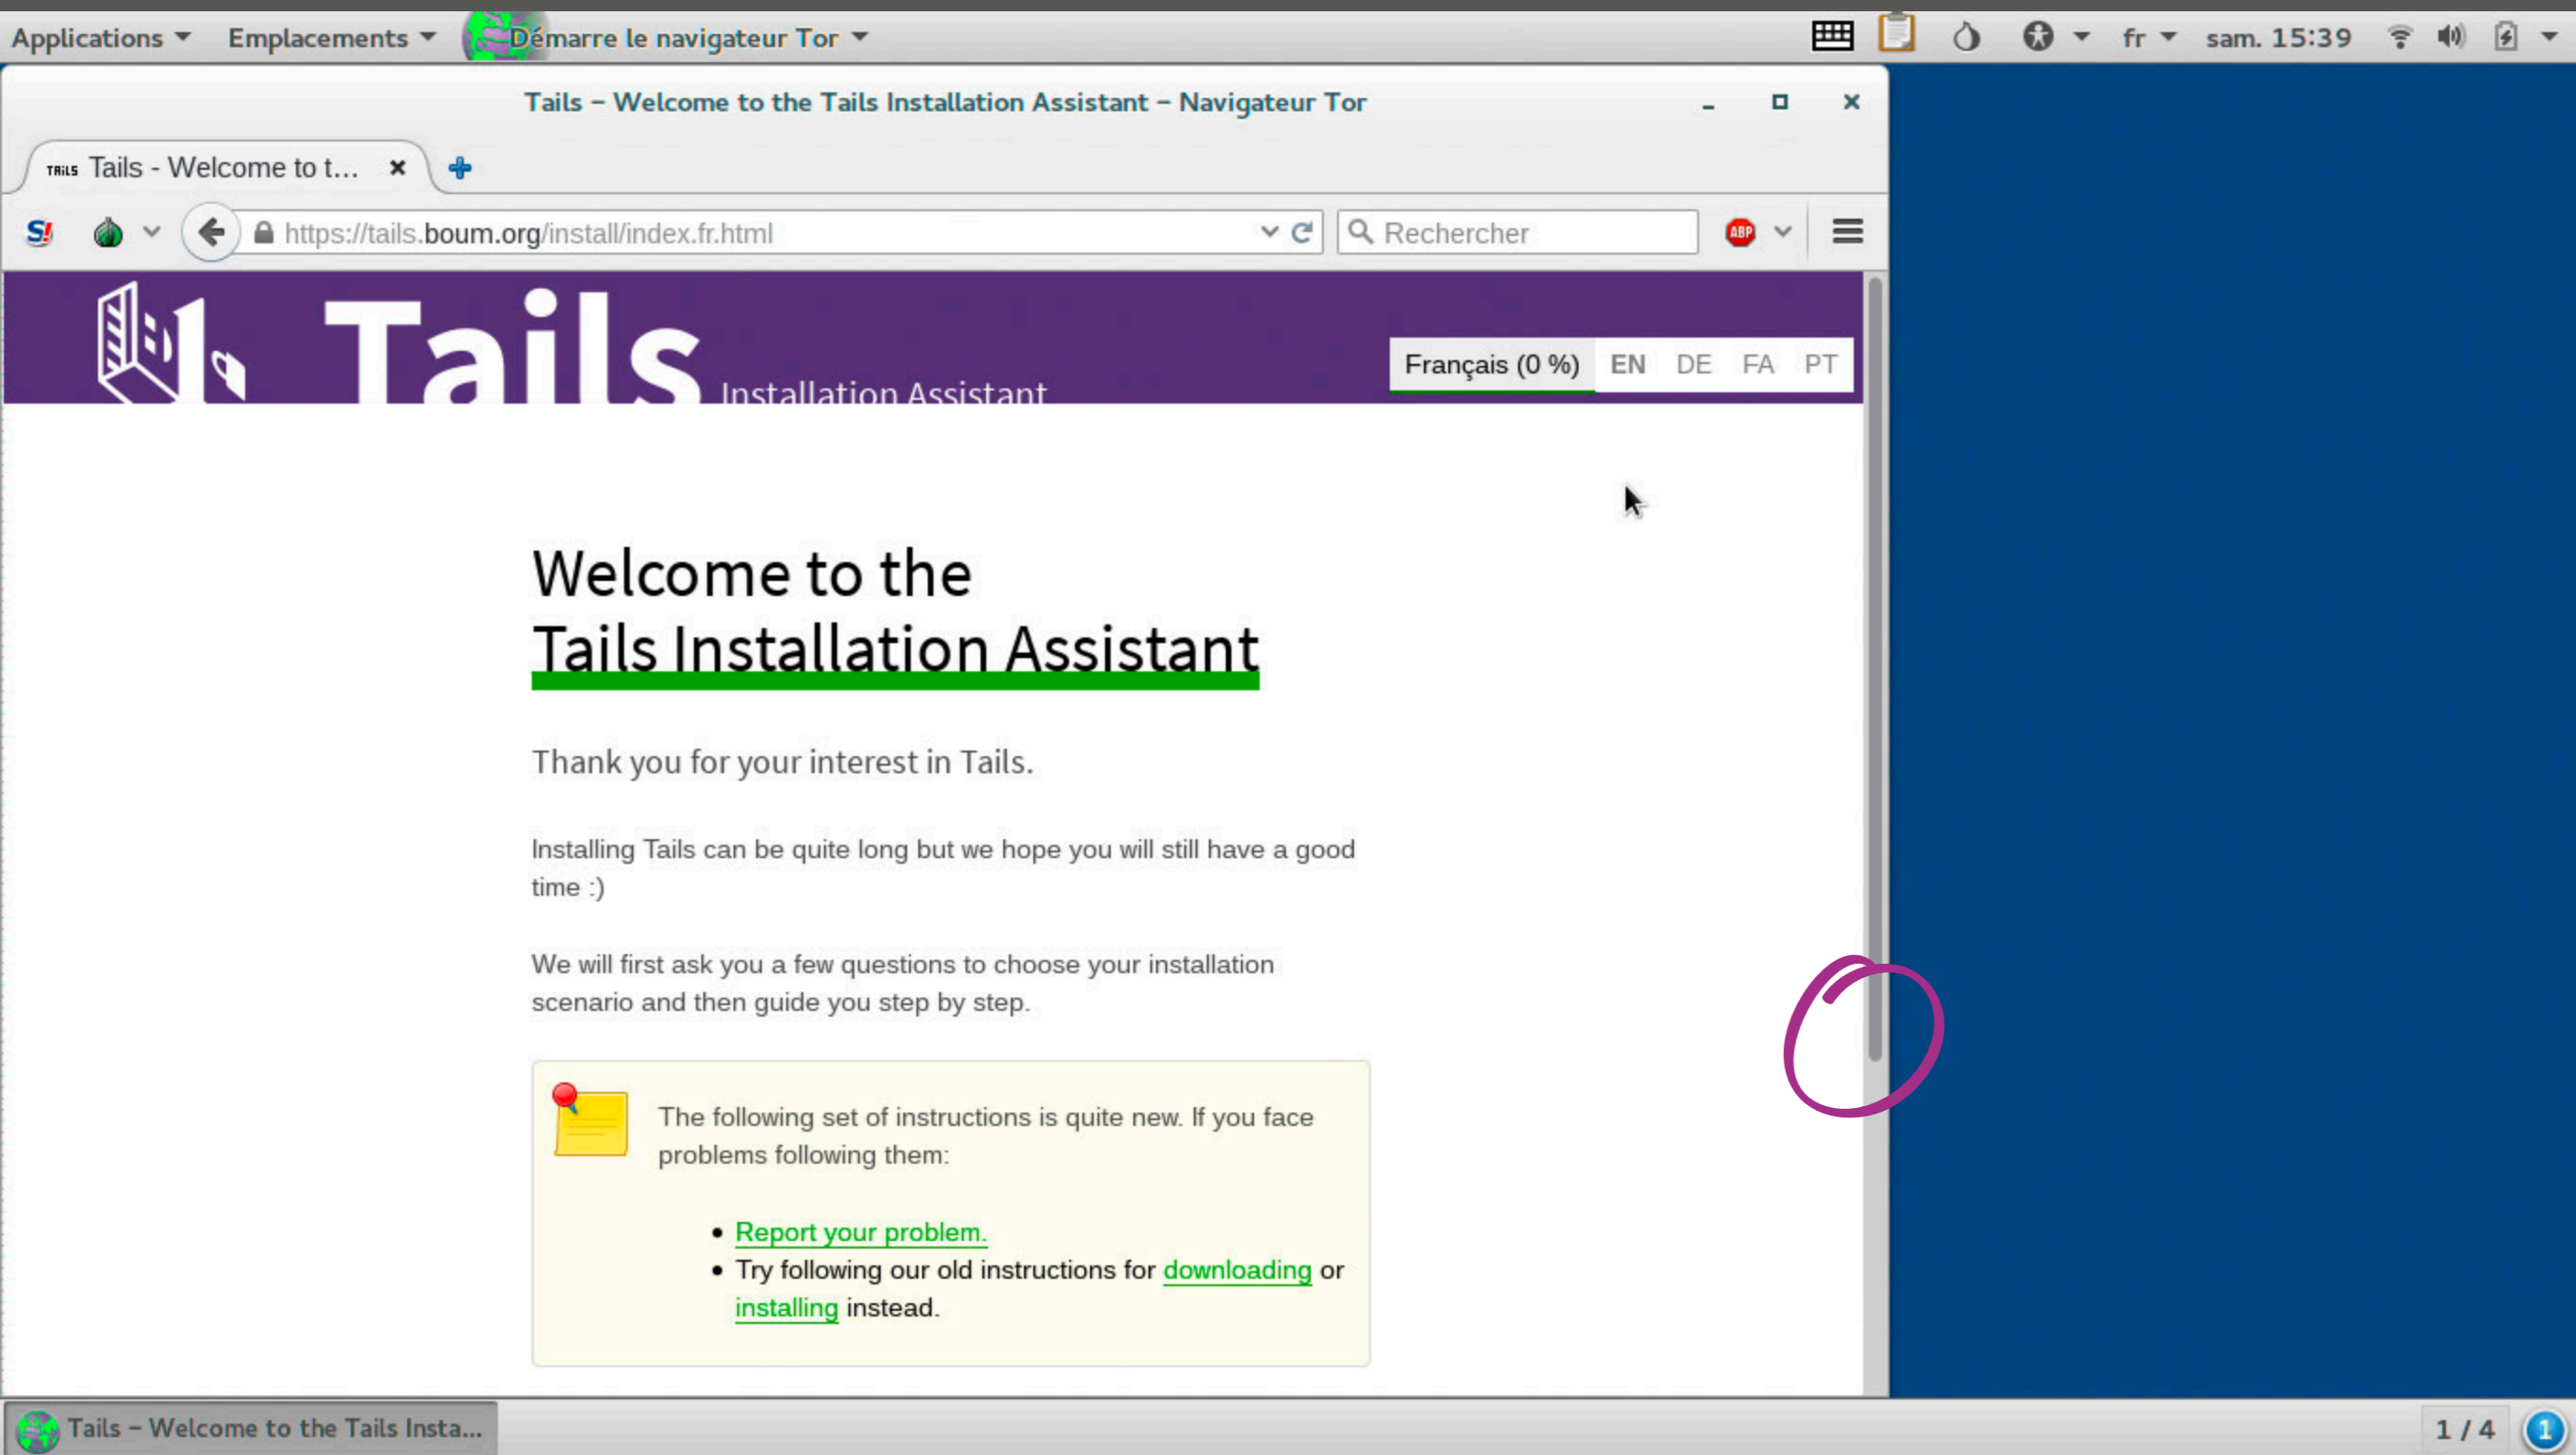 Applications Emplacements Démarre le navigateur Tor fr sam. 15:39
Tails – Welcome to the Tails Installation Assistant – Navigateur Tor
TAILS Tails - Welcome to t...
S! https://tails.boum.org/install/index.fr.html Rechercher ABP
Tails Installation Assistant
Français (0 %) EN DE FA PT
Welcome to the
Tails Installation Assistant
Thank you for your interest in Tails.
Installing Tails can be quite long but we hope you will still have a good
time :)
We will first ask you a few questions to choose your installation
scenario and then guide you step by step.
The following set of instructions is quite new. If you face
problems following them:
• Report your problem.
• Try following our old instructions for downloading or
installing instead.
Tails – Welcome to the Tails Insta... 1 / 4 1